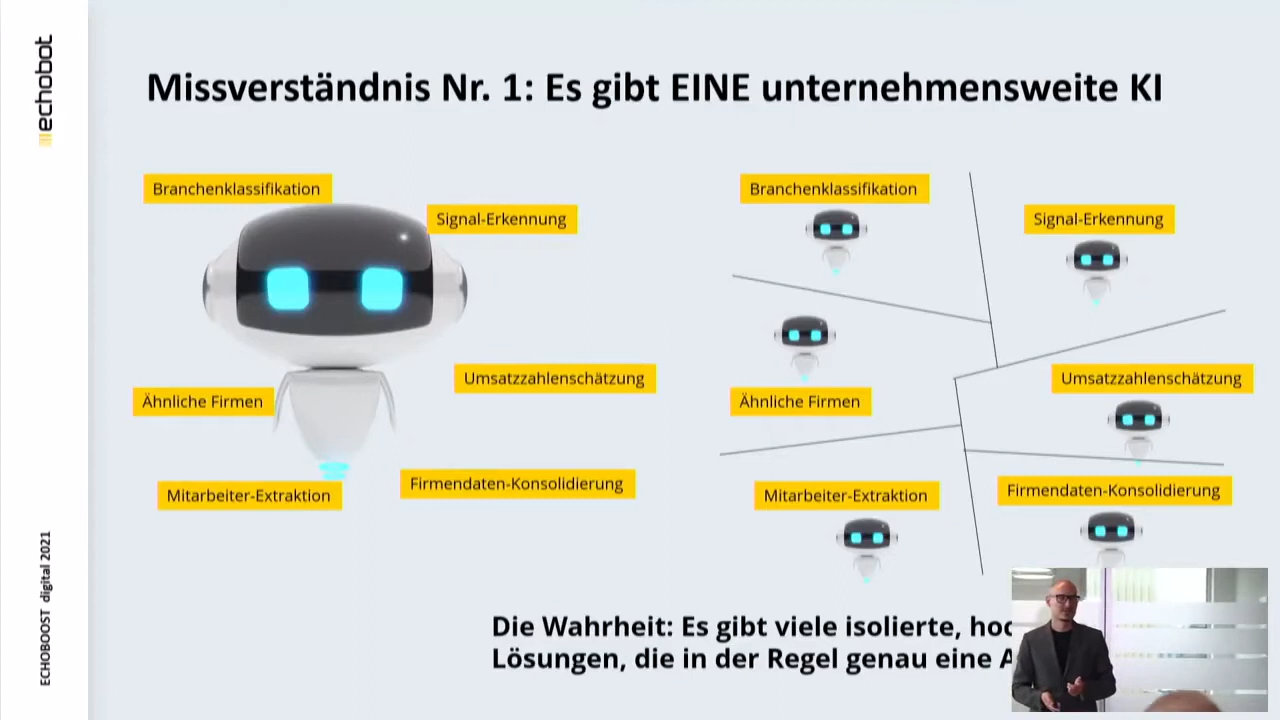 echobot
ECHOBOOST digital 2021
Missverständnis Nr. 1: Es gibt EINE unternehmensweite KI
Branchenklassifikation
Signal-Erkennung
Umsatzzahlenschätzung
Ähnliche Firmen
Firmendaten-Konsolidierung
Mitarbeiter-Extraktion
Branchenklassifikation
Signal-Erkennung
Umsatzzahlenschätzung
Ähnliche Firmen
Mitarbeiter-Extraktion
Firmendaten-Konsolidierung
Die Wahrheit: Es gibt viele isolierte,
Lösungen, die in der Regel genau eine